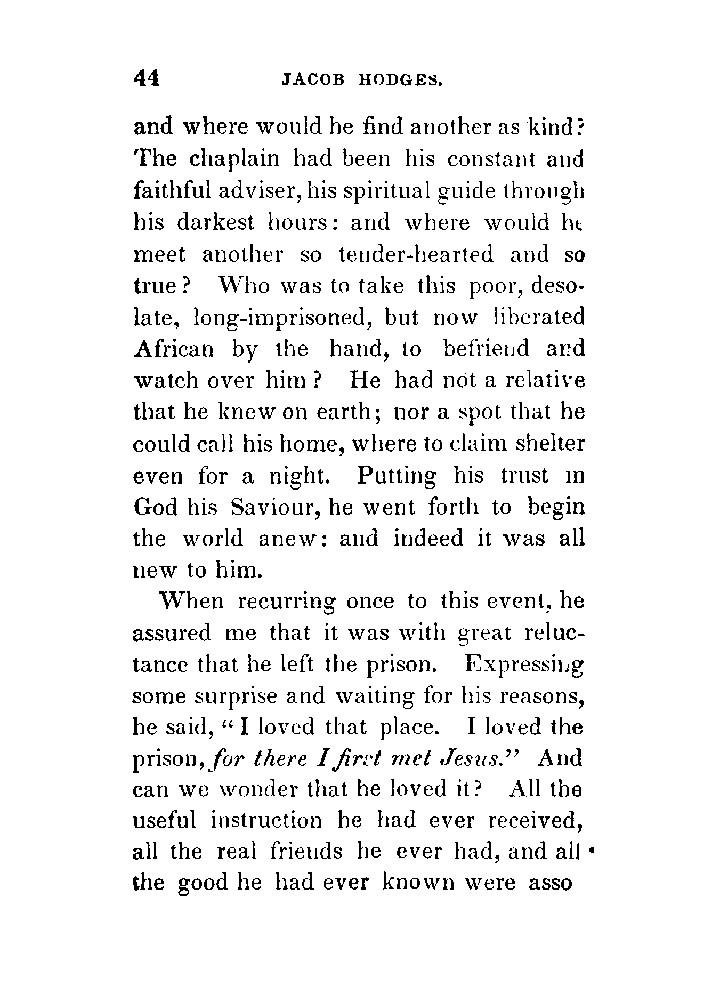 44 JACOB HODGES.
and where would he find another as kind?
The chaplain had been his constant and
faithful adviser, his spiritual guide through
his darkest hours: and where would he
meet another so tender-hearted and so
true? Who was to take this poor, deso-
late, long-imprisoned, but now liberated
African by the hand, to befriend and
watch over him? He had not a relative
that he knew on earth; nor a spot that he
could call his home, where to claim shelter
even for a night. Putting his trust in
God his Saviour, he went forth to begin
the world anew: and indeed it was all
new to him.
When recurring once to this event, he
assured me that it was with great reluc-
tance that he left the prison. Expressing
some surprise and waiting for his reasons,
he said, "I loved that place. I loved the
prison, for there I first met Jesus." And
can we wonder that he loved it? All the
useful instruction he had ever received,
all the real friends he ever had, and all
the good he had ever known were asso